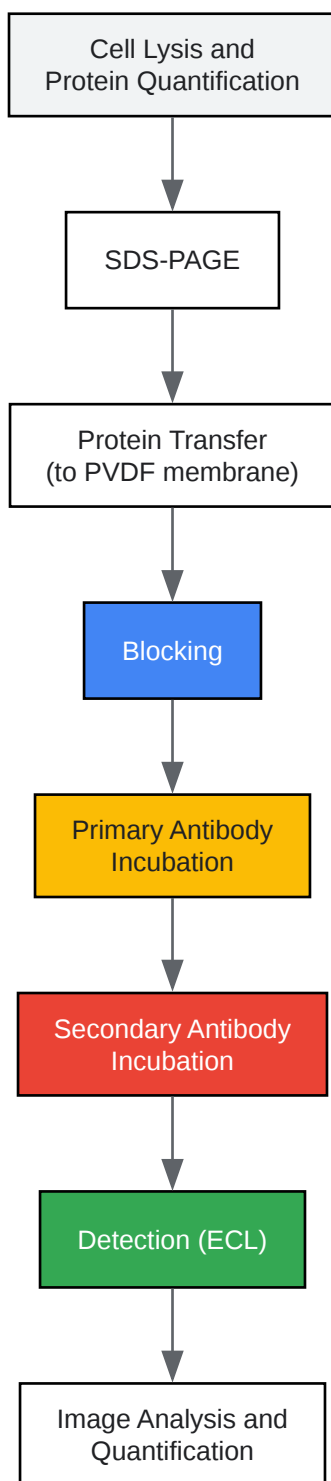 Cell Lysis and
Protein Quantification
SDS-PAGE
Protein Transfer
(to PVDF membrane)
Blocking
Primary Antibody
Incubation
Secondary Antibody
Incubation
Detection (ECL)
Image Analysis and
Quantification